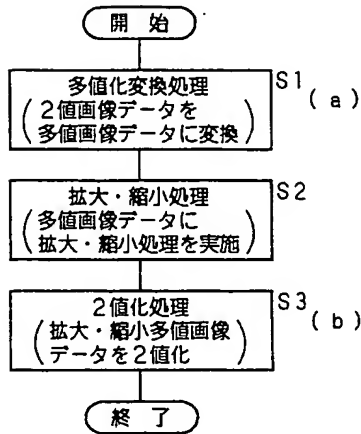 開 始
多値化変換処理 S1 (a)
(2値画像データを
多値画像データに変換)
拡大・縮小処理 S2
(多値画像データに
拡大・縮小処理を実施)
2値化処理 S3 (b)
(拡大・縮小多値画像
データを2値化)
終 了